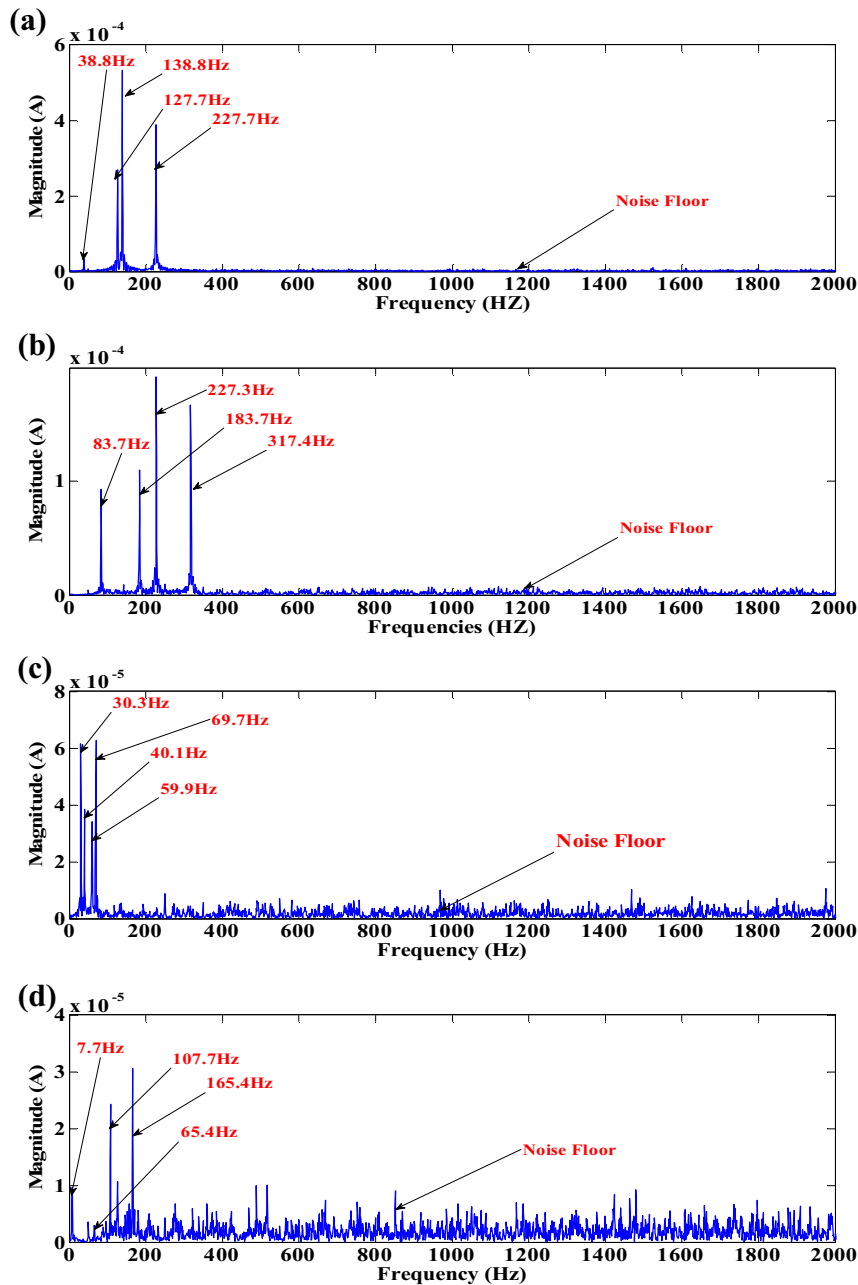 (a)
x 10⁻⁴
6
4
2
0
Magnitude (A)
38.8Hz
138.8Hz
127.7Hz
227.7Hz
Noise Floor
0 200 400 600 800 1000 1200 1400 1600 1800 2000
Frequency (HZ)
(b)
x 10⁻⁴
1
0
Magnitude (A)
227.3Hz
183.7Hz
83.7Hz
317.4Hz
Noise Floor
0 200 400 600 800 1000 1200 1400 1600 1800 2000
Frequencies (HZ)
(c)
x 10⁻⁵
8
6
4
2
0
Magnitude (A)
30.3Hz
69.7Hz
40.1Hz
59.9Hz
Noise Floor
0 200 400 600 800 1000 1200 1400 1600 1800 2000
Frequency (Hz)
(d)
x 10⁻⁵
4
3
2
1
0
Magnitude (A)
7.7Hz
107.7Hz
165.4Hz
65.4Hz
Noise Floor
0 200 400 600 800 1000 1200 1400 1600 1800 2000
Frequency (Hz)